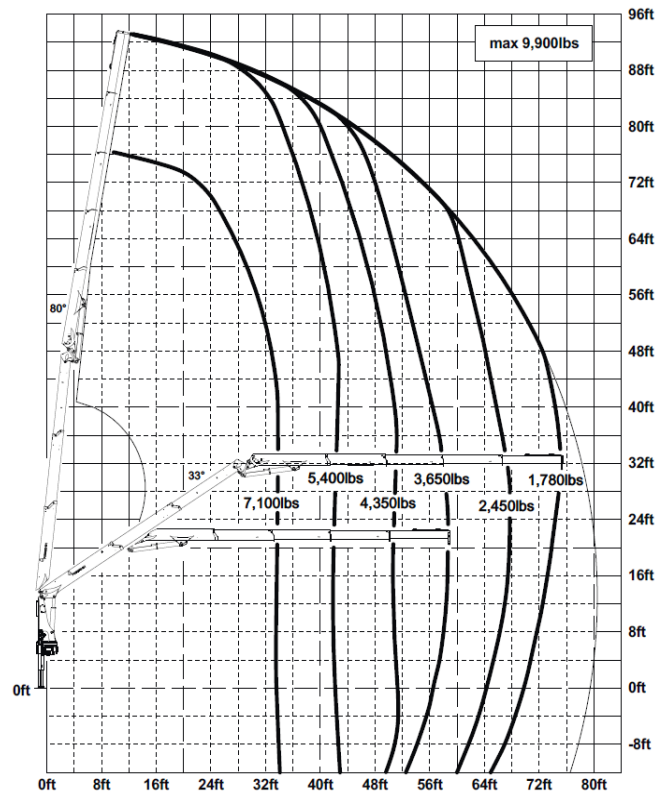 96ft
max 9,900lbs
88ft
80ft
72ft
64ft
56ft
80°
48ft
40ft
32ft
33°
5,400lbs
3,650lbs
1,780lbs
7,100lbs
4,350lbs
2,450lbs
24ft
16ft
8ft
0ft
0ft
-8ft
0ft 8ft 16ft 24ft 32ft 40ft 48ft 56ft 64ft 72ft 80ft